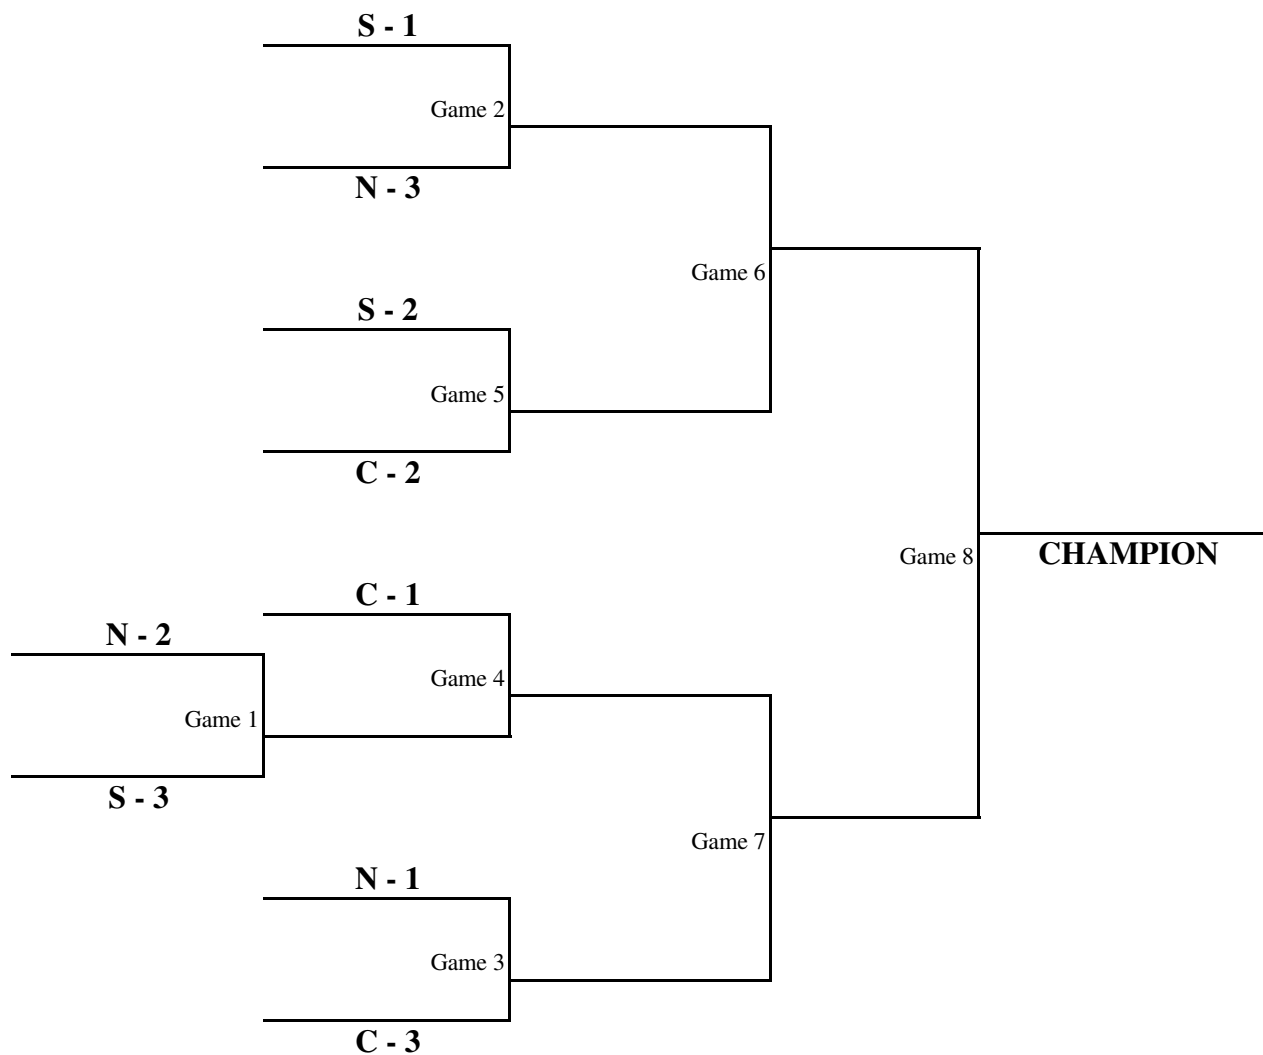 S - 1
Game 2
N - 3
Game 6
S - 2
Game 5
C - 2
Game 8
CHAMPION
C - 1
N - 2
Game 4
Game 1
S - 3
Game 7
N - 1
Game 3
C - 3